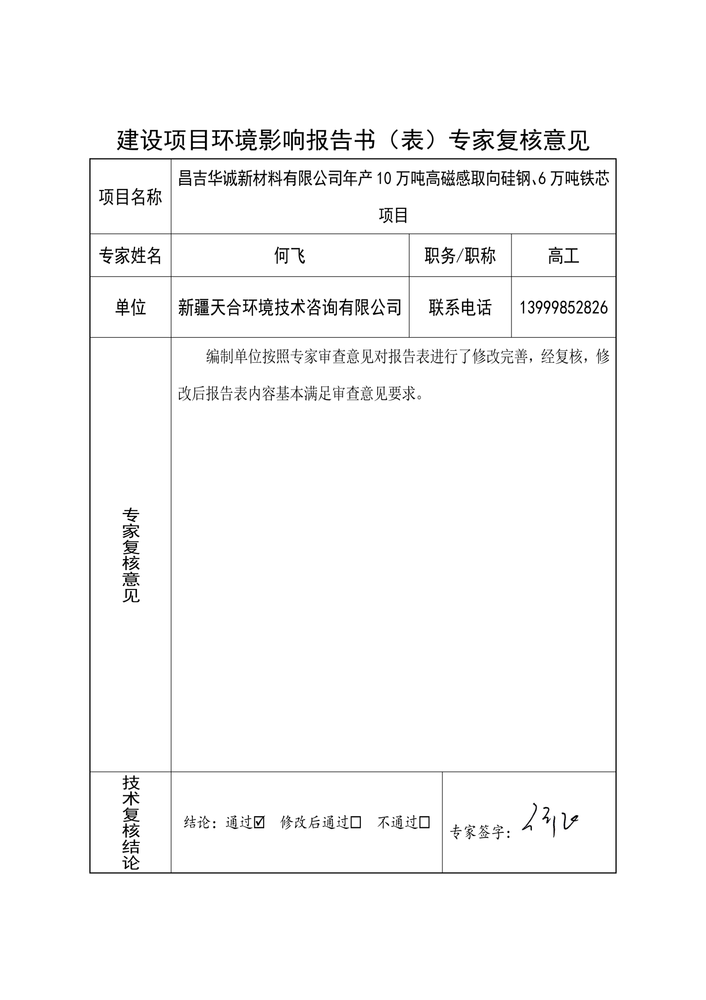 建设项目环境影响报告书（表）专家复核意见
项目名称
昌吉华诚新材料有限公司年产10万吨高磁感取向硅钢、6万吨铁芯
项目
专家姓名
何飞
职务/职称
高工
单位
新疆天合环境技术咨询有限公司
联系电话
13999852826
专家复核意见
编制单位按照专家审查意见对报告表进行了修改完善，经复核，修
改后报告表内容基本满足审查意见要求。
技术复核结论
结论：通过☑ 修改后通过□ 不通过□
专家签字：